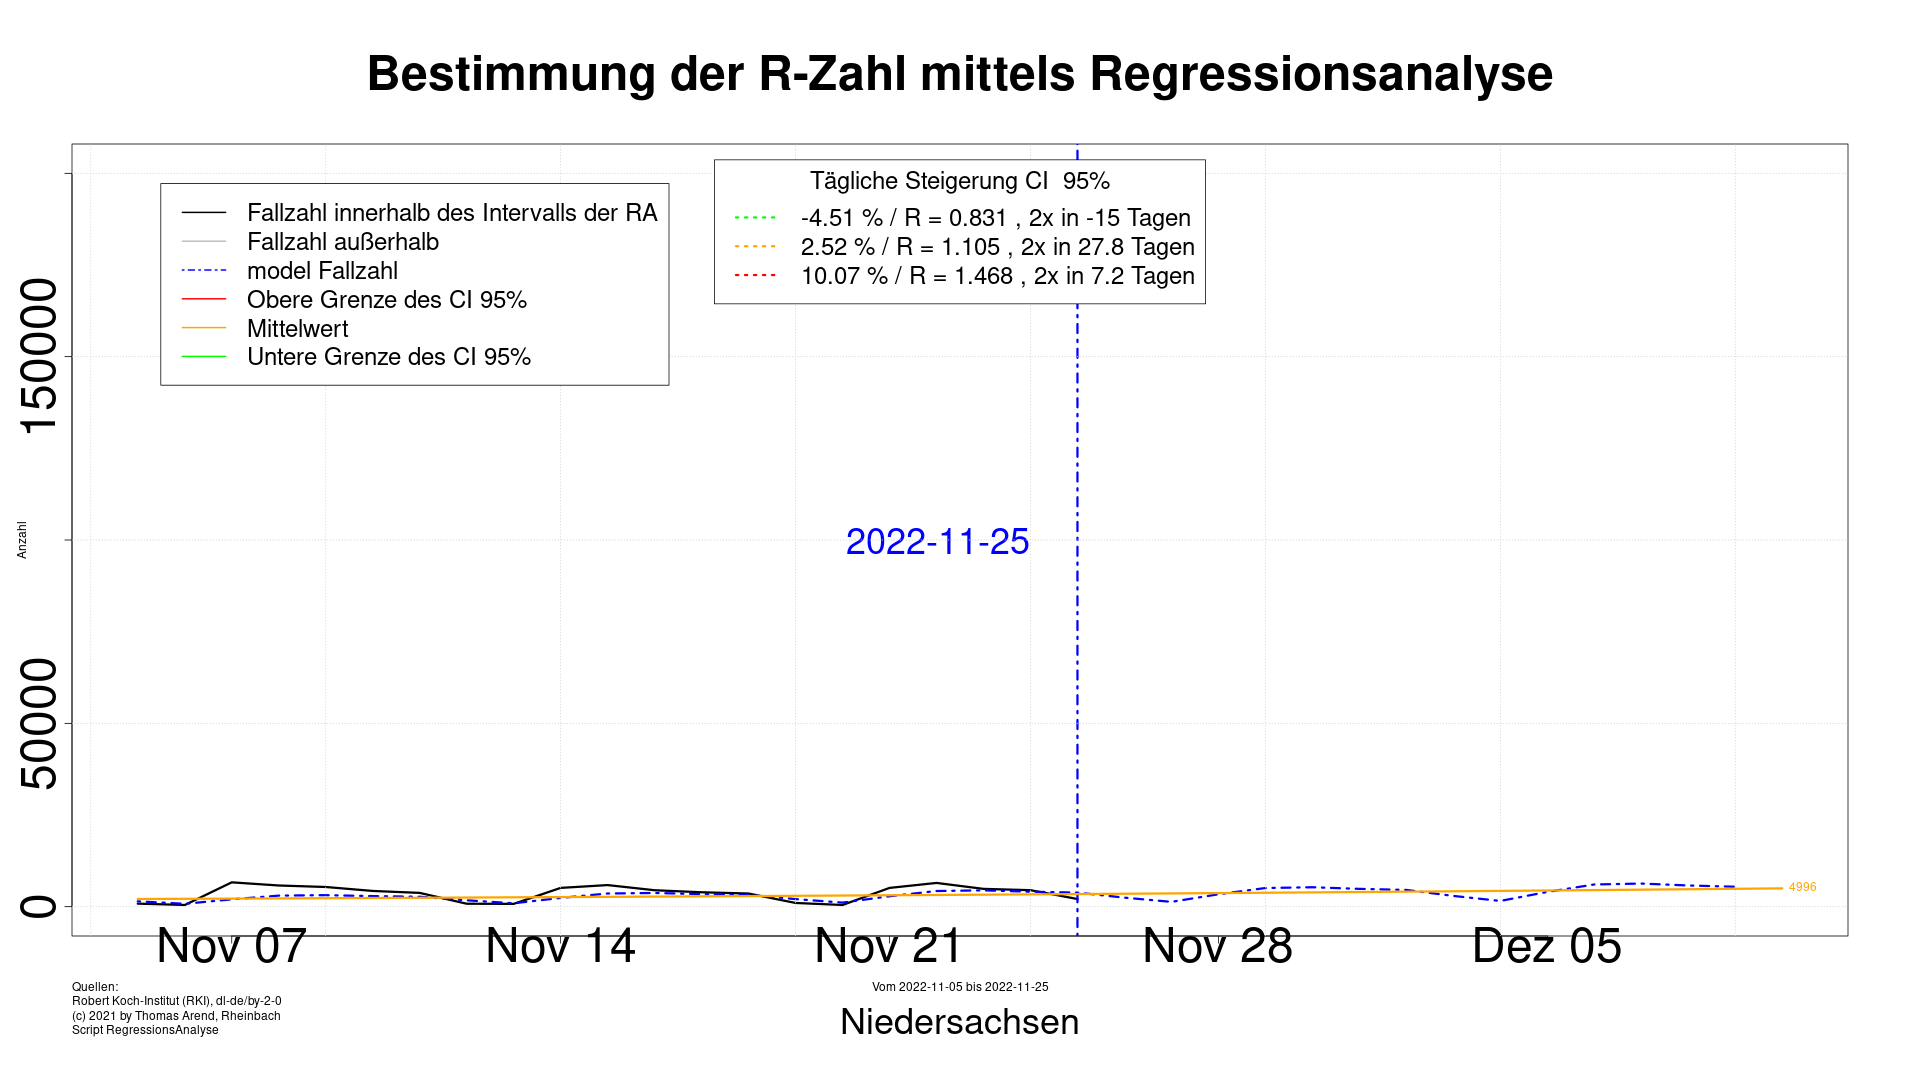 Bestimmung der R-Zahl mittels Regressionsanalyse
Fallzahl innerhalb des Intervalls der RA
Fallzahl außerhalb
model Fallzahl
Obere Grenze des CI 95%
Mittelwert
Untere Grenze des CI 95%
Tägliche Steigerung CI  95%
-4.51 % / R = 0.831 , 2x in -15 Tagen
2.52 % / R = 1.105 , 2x in 27.8 Tagen
10.07 % / R = 1.468 , 2x in 7.2 Tagen
150000
50000
0
Anzahl
2022-11-25
4996
Nov 07
Nov 14
Nov 21
Nov 28
Dez 05
Quellen:
Robert Koch-Institut (RKI), dl-de/by-2-0
(c) 2021 by Thomas Arend, Rheinbach
Script RegressionsAnalyse
Vom 2022-11-05 bis 2022-11-25
Niedersachsen